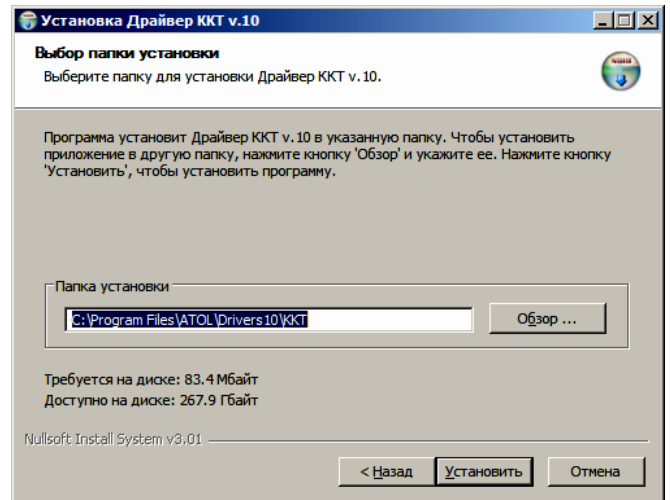 Установка Драйвер ККТ v.10
Выбор папки установки
Выберите папку для установки Драйвер ККТ v.10.
Программа установит Драйвер ККТ v.10 в указанную папку. Чтобы установить
приложение в другую папку, нажмите кнопку 'Обзор' и укажите ее. Нажмите кнопку
'Установить', чтобы установить программу.
Папка установки
C:\Program Files\ATOL\Drivers10\KKT
Обзор ...
Требуется на диске: 83.4 Мбайт
Доступно на диске: 267.9 Гбайт
Nullsoft Install System v3.01
< Назад Установить Отмена